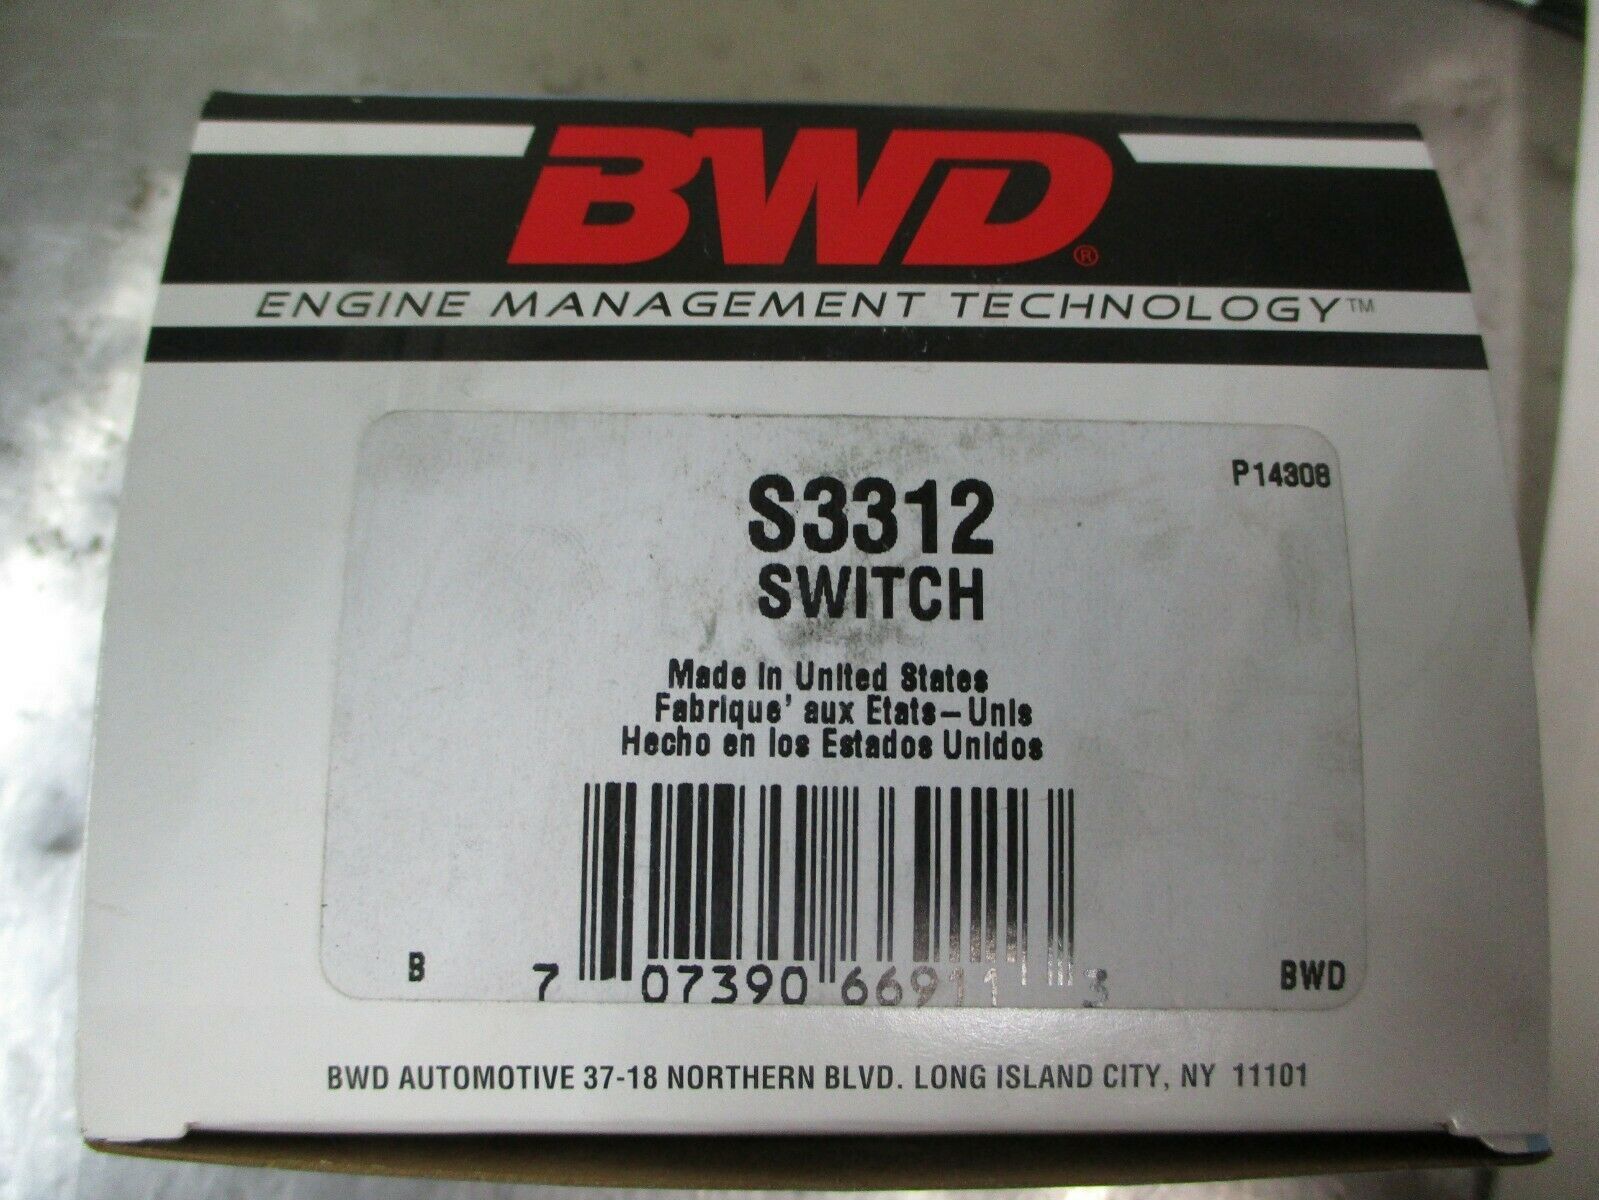 BWD®
ENGINE MANAGEMENT TECHNOLOGY™
P14308
S3312
SWITCH
Made in United States
Fabrique' aux Etats-Unis
Hecho en los Estados Unidos
B 7 07390 66911 3 BWD
BWD AUTOMOTIVE 37-18 NORTHERN BLVD. LONG ISLAND CITY, NY 11101